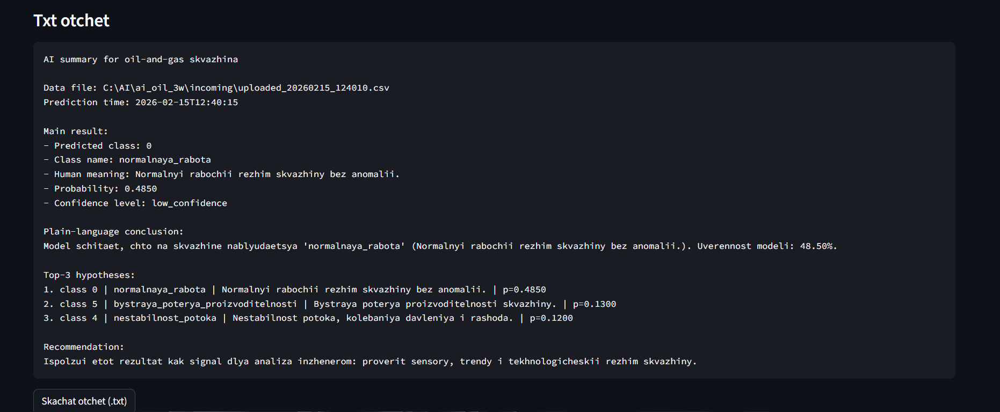 Txt otchet
AI summary for oil-and-gas skvazhina
Data file: C:\AI\ai_oil_3w\incoming\uploaded_20260215_124010.csv
Prediction time: 2026-02-15T12:40:15
Main result:
- Predicted class: 0
- Class name: normalnaya_rabota
- Human meaning: Normalnyi rabochii rezhim skvazhiny bez anomalii.
- Probability: 0.4850
- Confidence level: low_confidence
Plain-language conclusion:
Model schitaet, chto na skvazhine nablyudaetsya 'normalnaya_rabota' (Normalnyi rabochii rezhim skvazhiny bez anomalii.). Uverennost modeli: 48.50%.
Top-3 hypotheses:
1. class 0 | normalnaya_rabota | Normalnyi rabochii rezhim skvazhiny bez anomalii. | p=0.4850
2. class 5 | bystraya_poterya_proizvoditelnosti | Bystraya poterya proizvoditelnosti skvazhiny. | p=0.1300
3. class 4 | nestabilnost_potoka | Nestabilnost potoka, kolebaniya davleniya i rashoda. | p=0.1200
Recommendation:
Ispolzui etot rezultat kak signal dlya analiza inzhenerom: proverit sensory, trendy i tekhnologicheskii rezhim skvazhiny.
Skachat otchet (.txt)